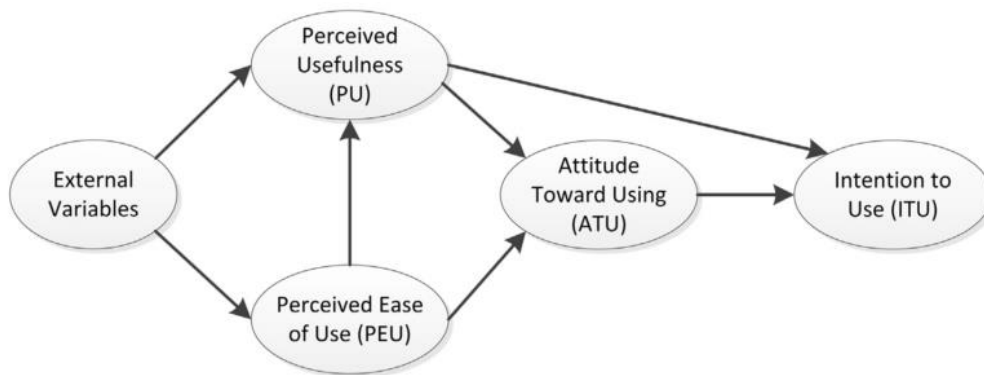 Perceived
Usefulness
(PU)
External
Variables
Attitude
Toward Using
(ATU)
Intention to
Use (ITU)
Perceived Ease
of Use (PEU)